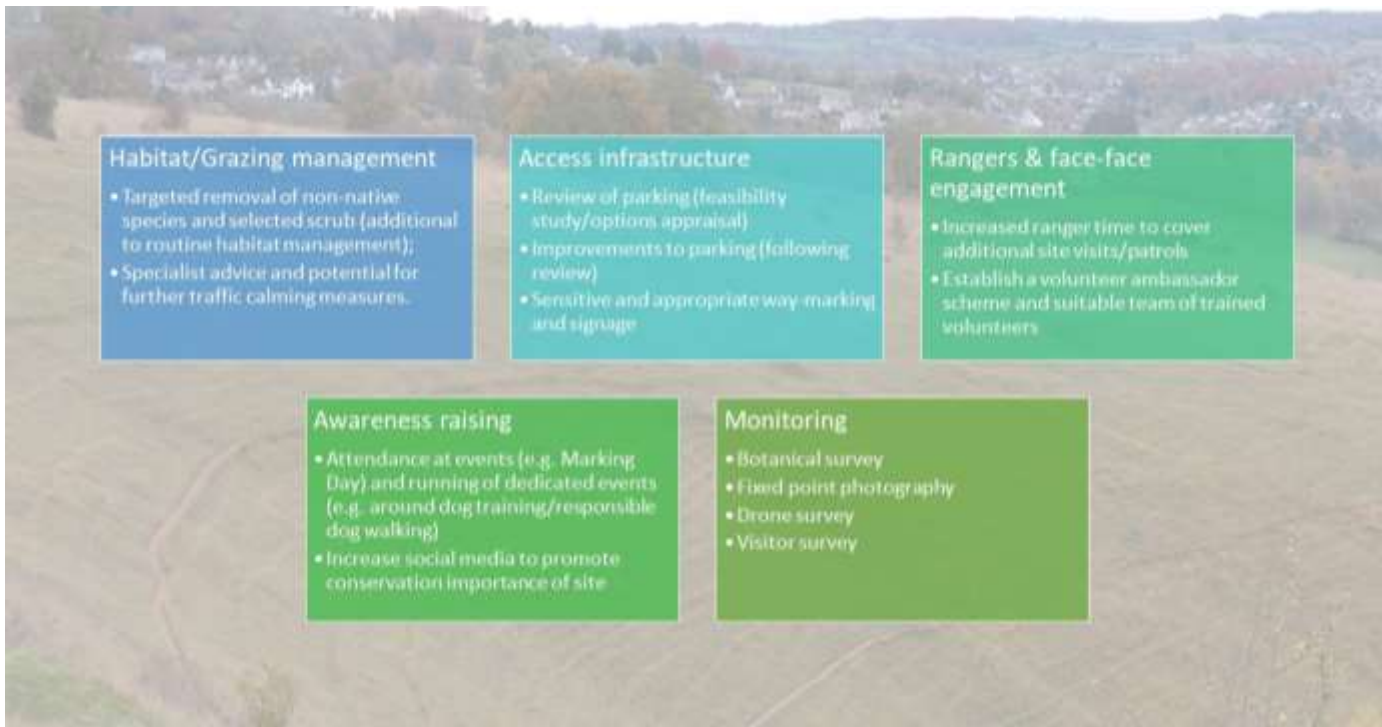 Habitat/Grazing management
• Targeted removal of non-native
species and selected scrub (additional
to routine habitat management);
• Specialist advice and potential for
further traffic calming measures.
Access infrastructure
• Review of parking (feasibility
study/options appraisal)
• Improvements to parking (following
review)
• Sensitive and appropriate way-marking
and signage
Rangers & face-face
engagement
• Increased ranger time to cover
additional site visits/patrols
• Establish a volunteer ambassador
scheme and suitable team of trained
volunteers
Awareness raising
• Attendance at events (e.g. Marking
Day) and running of dedicated events
(e.g. around dog training/responsible
dog walking)
• Increase social media to promote
conservation importance of site
Monitoring
• Botanical survey
• Fixed point photography
• Drone survey
• Visitor survey